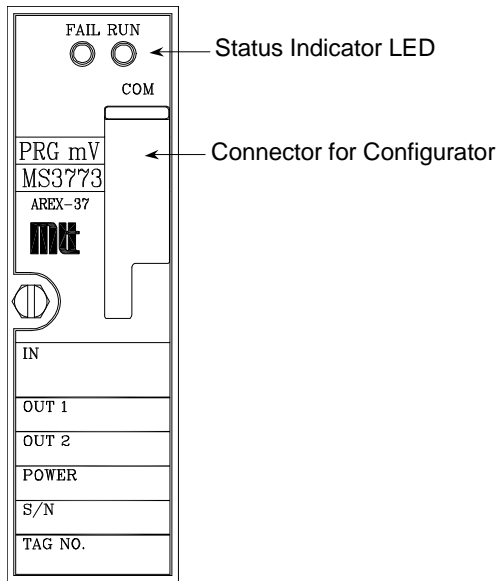 FAIL RUN
Status Indicator LED
COM
Connector for Configurator
PRG mV
MS3773
AREX-37
mtt
IN
OUT 1
OUT 2
POWER
S/N
TAG NO.